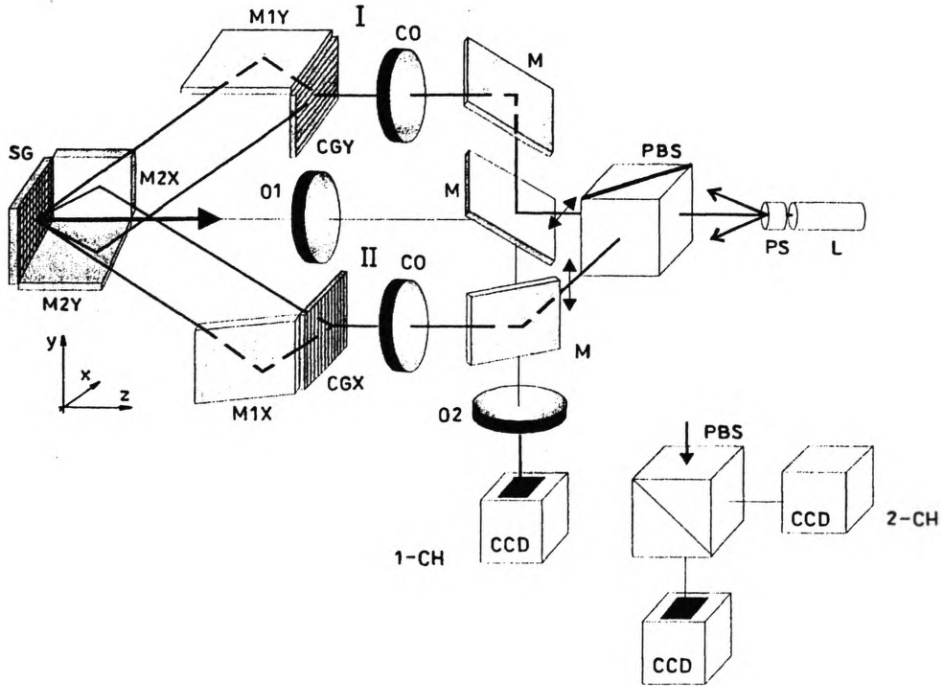 M1Y
I
CO
M
SG
CGY
PBS
M2X
O1
M
PS
L
II
CO
M2Y
y
x
z
M
CGX
M1X
O2
PBS
CCD
1-CH
CCD
2-CH
CCD